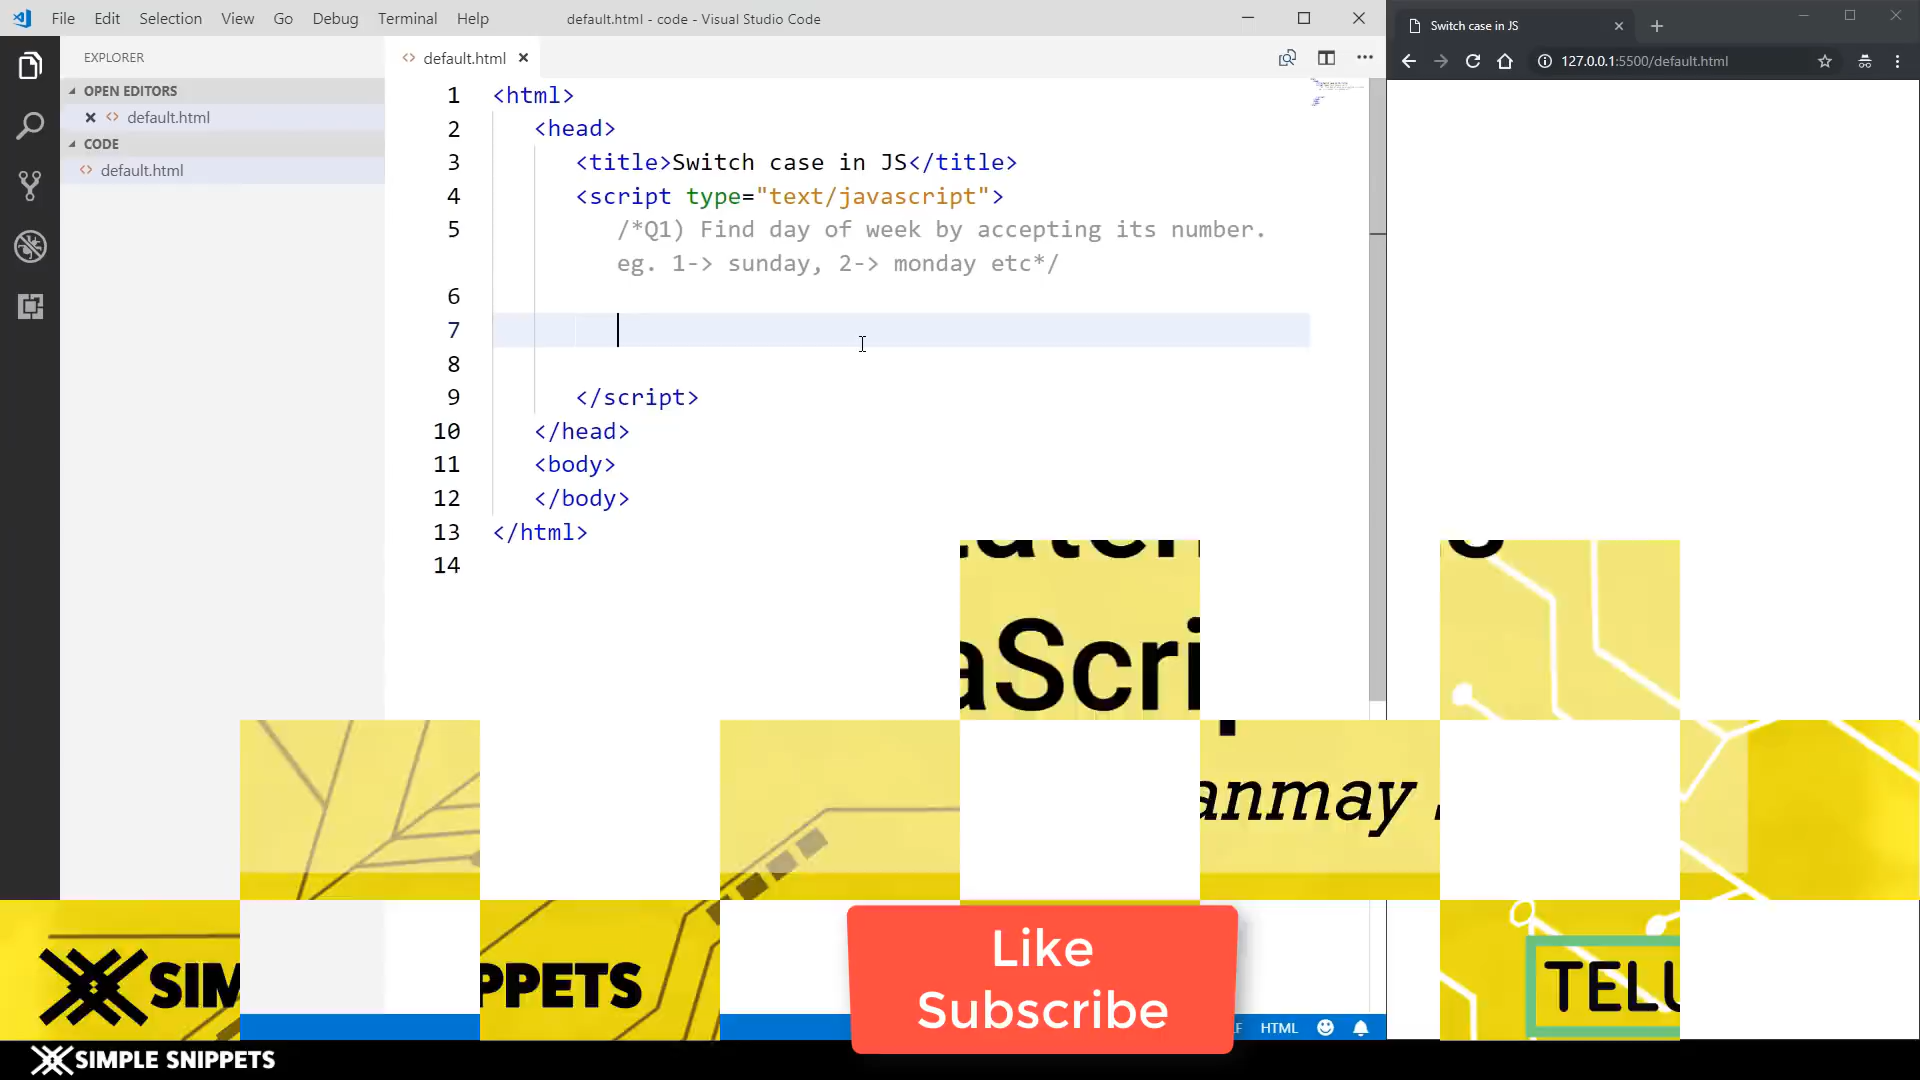 File Edit Selection View Go Debug Terminal Help
default.html - code - Visual Studio Code
Switch case in JS
EXPLORER
default.html
127.0.0.1:5500/default.html
OPEN EDITORS
default.html
CODE
default.html
1 <html>
2 <head>
3 <title>Switch case in JS</title>
4 <script type="text/javascript">
5 /*Q1) Find day of week by accepting its number.
eg. 1-> sunday, 2-> monday etc*/
6
7
8
9 </script>
10 </head>
11 <body>
12 </body>
13 </html>
14
aScri
anmay
SIM
PPETS
Like
Subscribe
TELU
HTML
SIMPLE SNIPPETS